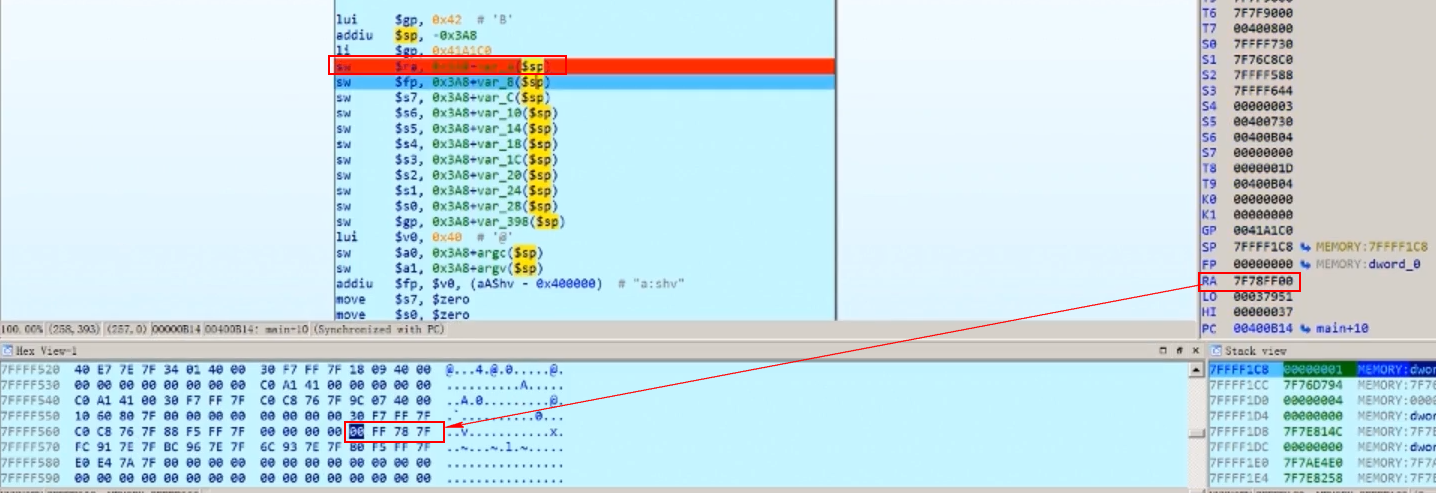 lui $gp, 0x42 # 'B'
addiu $sp, -0x3A8
li $gp, 0x41A1C0
sw $ra, ($sp)
sw $fp, 0x3A8+var_8($sp)
sw $s7, 0x3A8+var_C($sp)
sw $s6, 0x3A8+var_10($sp)
sw $s5, 0x3A8+var_14($sp)
sw $s4, 0x3A8+var_18($sp)
sw $s3, 0x3A8+var_1C($sp)
sw $s2, 0x3A8+var_20($sp)
sw $s1, 0x3A8+var_24($sp)
sw $s0, 0x3A8+var_28($sp)
sw $gp, 0x3A8+var_398($sp)
lui $v0, 0x40 # '@'
sw $a0, 0x3A8+argc($sp)
sw $a1, 0x3A8+argv($sp)
addiu $fp, $v0, (aAShv - 0x400000) # "a:shv"
move $s7, $zero
move $s0, $zero
100.00% (258,393) (257,0) 00000B14 00400B14: main+10 (Synchronized with PC)
T6 7F7F9000
T7 00400800
S0 7FFFF730
S1 7F76C8C0
S2 7FFFF588
S3 7FFFF644
S4 00000003
S5 00400730
S6 00400B04
S7 00000000
T8 0000001D
T9 00400B04
K0 00000000
K1 00000000
GP 0041A1C0
SP 7FFFF1C8 MEMORY:7FFFF1C8
FP 00000000 MEMORY:dword_0
RA 7F78FF00
LO 00037951
HI 00000037
PC 00400B14 main+10
Hex View-1
7FFFF520 40 E7 7E 7F 34 01 40 00 30 F7 FF 7F 18 09 40 00 @...4.@.0.....@.
7FFFF530 00 00 00 00 00 00 00 00 C0 A1 41 00 00 00 00 00 ..........A.....
7FFFF540 C0 A1 41 00 30 F7 FF 7F C0 C8 76 7F 9C 07 40 00 ..A.0.........@.
7FFFF550 10 60 80 7F 00 00 00 00 00 00 00 00 30 F7 FF 7F .`..........0...
7FFFF560 C0 C8 76 7F 88 F5 FF 7F 00 00 00 00 00 FF 78 7F ..v...........x.
7FFFF570 FC 91 7E 7F BC 96 7E 7F 6C 93 7E 7F 80 F5 FF 7F ..~...~.l.~.....
7FFFF580 E0 E4 7A 7F 00 00 00 00 00 00 00 00 00 00 00 00 ................
7FFFF590 00 00 00 00 00 00 00 00 00 00 00 00 00 00 00 00 ................
Stack view
7FFFF1C8 00000001 MEMORY:dwor
7FFFF1CC 7F76D794 MEMORY:7F76
7FFFF1D0 00000004 MEMORY:0000
7FFFF1D4 00000000 MEMORY:dwor
7FFFF1D8 7F7E814C MEMORY:7F7E
7FFFF1DC 00000000 MEMORY:dwor
7FFFF1E0 7F7AE4E0 MEMORY:7F7A
7FFFF1E4 7F7E8258 MEMORY:7F7E